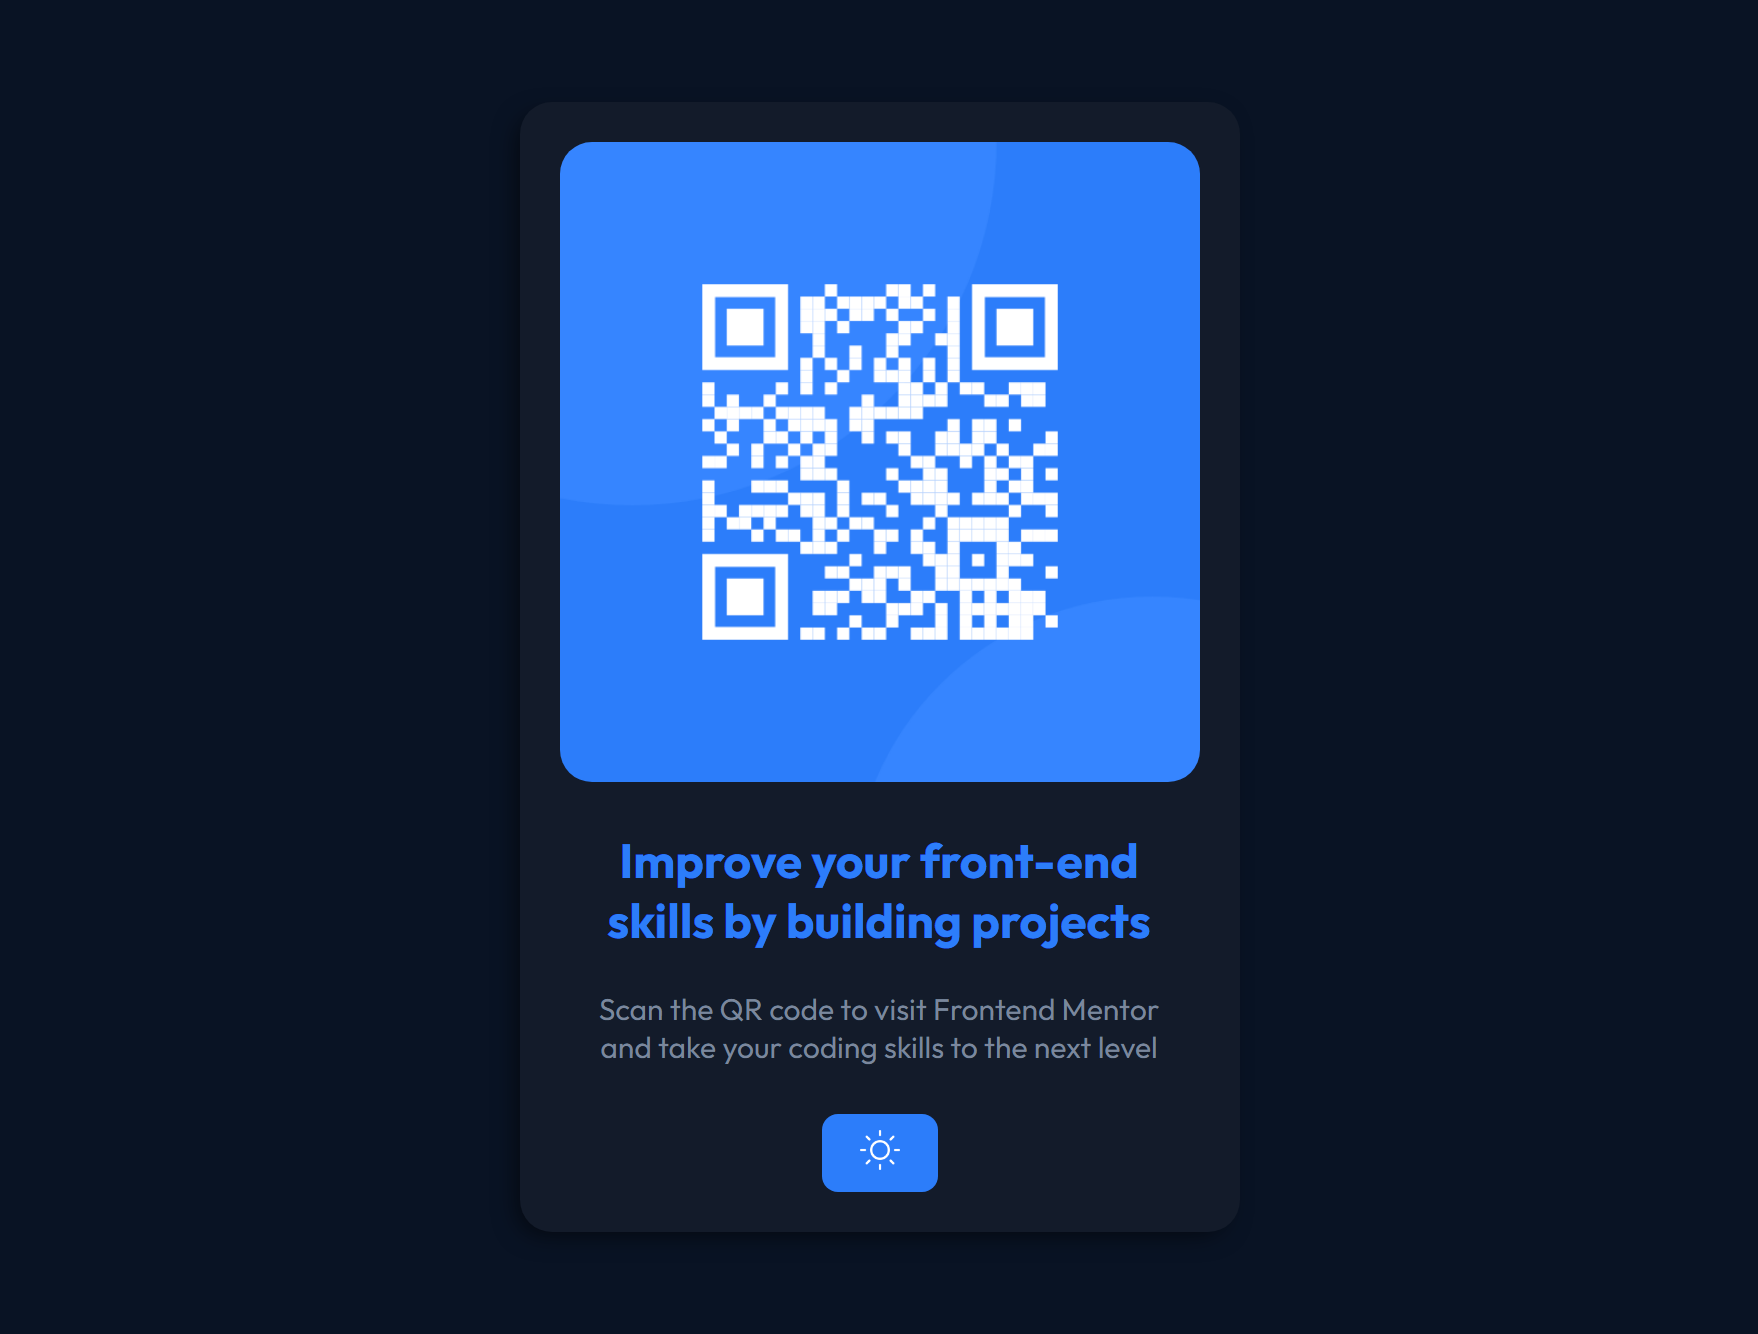 Improve your front-end
skills by building projects
Scan the QR code to visit Frontend Mentor
and take your coding skills to the next level